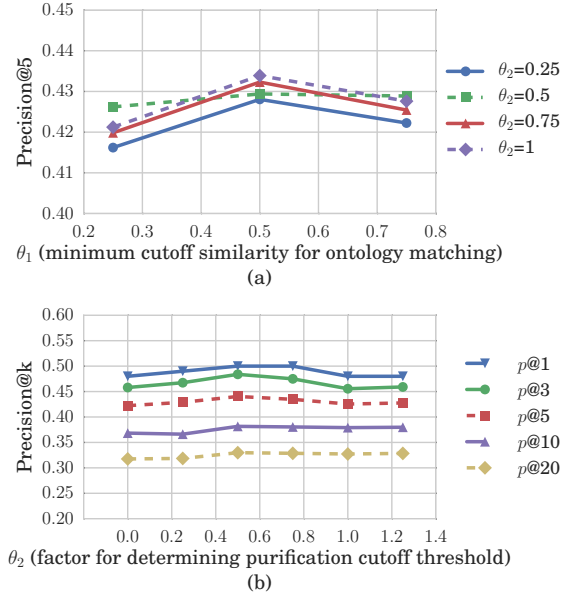 0.45
0.44
0.43
0.42
0.41
0.40
Precision@5
0.2 0.3 0.4 0.5 0.6 0.7 0.8
θ₂=0.25
θ₂=0.5
θ₂=0.75
θ₂=1
θ₁ (minimum cutoff similarity for ontology matching)
(a)
0.60
0.55
0.50
0.45
0.40
0.35
0.30
0.25
0.20
Precision@k
0.0 0.2 0.4 0.6 0.8 1.0 1.2 1.4
p@1
p@3
p@5
p@10
p@20
θ₂ (factor for determining purification cutoff threshold)
(b)